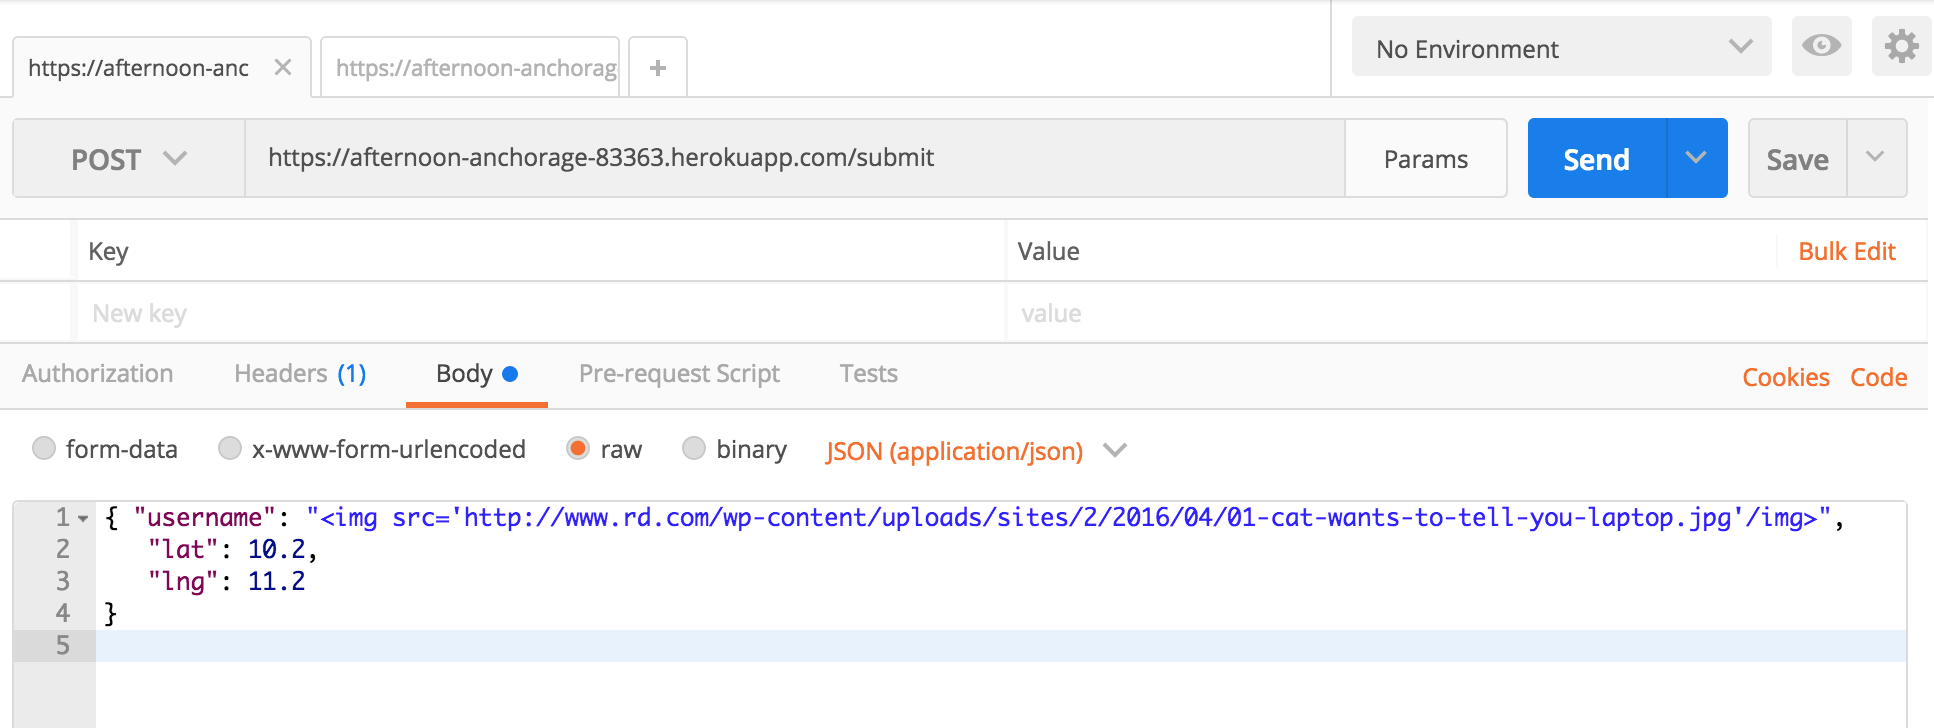 https://afternoon-anc
https://afternoon-anchorag
+
No Environment
POST
https://afternoon-anchorage-83363.herokuapp.com/submit
Params
Send
Save
Key Value Bulk Edit
New key value
Authorization Headers (1) Body Pre-request Script Tests Cookies Code
form-data x-www-form-urlencoded raw binary JSON (application/json)
1 { "username": "<img src='http://www.rd.com/wp-content/uploads/sites/2/2016/04/01-cat-wants-to-tell-you-laptop.jpg'/img>",
2 "lat": 10.2,
3 "lng": 11.2
4 }
5